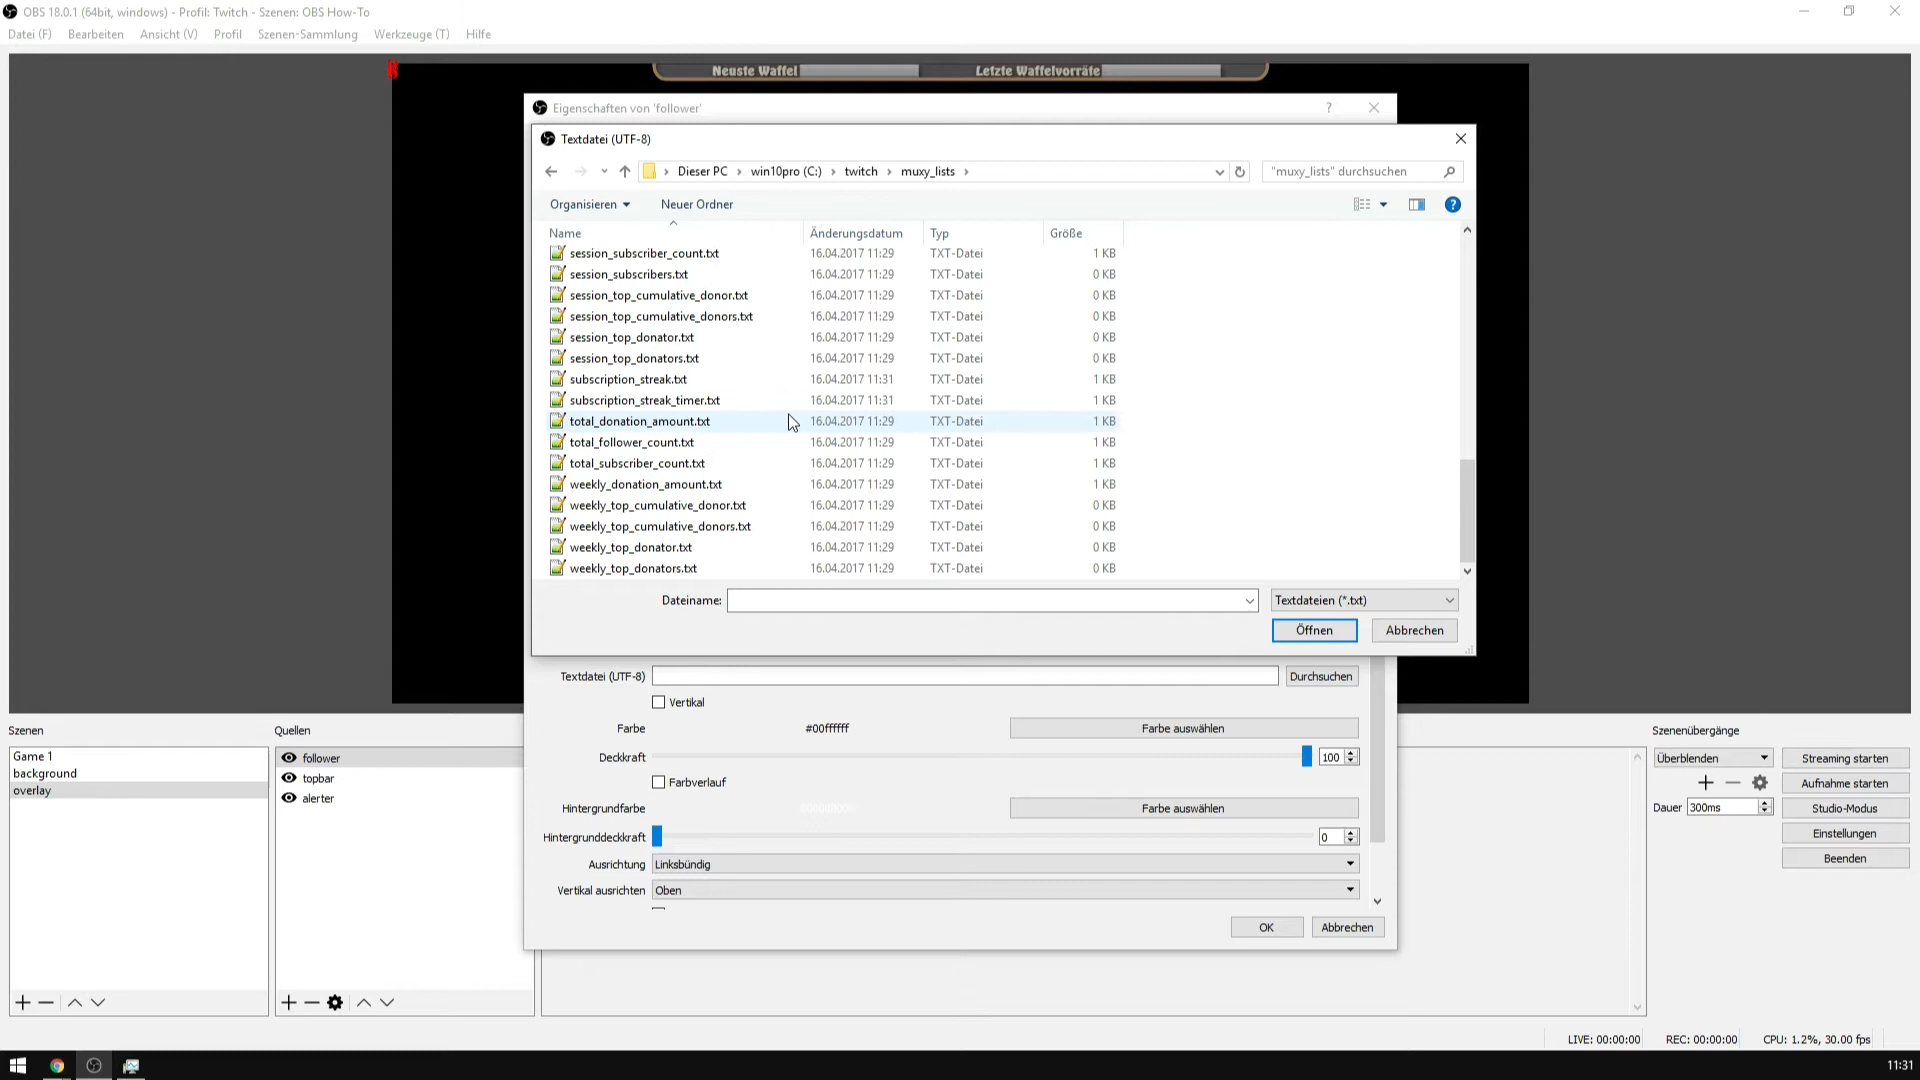 OBS 18.0.1 (64bit, windows) - Profil: Twitch - Szenen: OBS How-To
Datei (F) Bearbeiten Ansicht (V) Profil Szenen-Sammlung Werkzeuge (T) Hilfe
Neuste Waffel Letzte Waffelvorräte
Eigenschaften von 'follower' ?
Textdatei (UTF-8)
Dieser PC › win10pro (C:) › twitch › muxy_lists ›
"muxy_lists" durchsuchen
Organisieren Neuer Ordner ?
Name Änderungsdatum Typ Größe
session_subscriber_count.txt 16.04.2017 11:29 TXT-Datei 1 KB
session_subscribers.txt 16.04.2017 11:29 TXT-Datei 0 KB
session_top_cumulative_donor.txt 16.04.2017 11:29 TXT-Datei 0 KB
session_top_cumulative_donors.txt 16.04.2017 11:29 TXT-Datei 0 KB
session_top_donator.txt 16.04.2017 11:29 TXT-Datei 0 KB
session_top_donators.txt 16.04.2017 11:29 TXT-Datei 0 KB
subscription_streak.txt 16.04.2017 11:31 TXT-Datei 1 KB
subscription_streak_timer.txt 16.04.2017 11:31 TXT-Datei 1 KB
total_donation_amount.txt 16.04.2017 11:29 TXT-Datei 1 KB
total_follower_count.txt 16.04.2017 11:29 TXT-Datei 1 KB
total_subscriber_count.txt 16.04.2017 11:29 TXT-Datei 1 KB
weekly_donation_amount.txt 16.04.2017 11:29 TXT-Datei 1 KB
weekly_top_cumulative_donor.txt 16.04.2017 11:29 TXT-Datei 0 KB
weekly_top_cumulative_donors.txt 16.04.2017 11:29 TXT-Datei 0 KB
weekly_top_donator.txt 16.04.2017 11:29 TXT-Datei 0 KB
weekly_top_donators.txt 16.04.2017 11:29 TXT-Datei 0 KB
Dateiname: Textdateien (*.txt)
Öffnen Abbrechen
Textdatei (UTF-8) Durchsuchen
Vertikal
Farbe #00ffffff Farbe auswählen
Deckkraft 100
Farbverlauf
Hintergrundfarbe Farbe auswählen
Hintergrunddeckkraft 0
Ausrichtung Linksbündig
Vertikal ausrichten Oben
OK Abbrechen
Szenen
Game 1
background
overlay
Quellen
follower
topbar
alerter
Szenenübergänge
Überblenden
Dauer 300ms
Streaming starten
Aufnahme starten
Studio-Modus
Einstellungen
Beenden
LIVE: 00:00:00 REC: 00:00:00 CPU: 1.2%, 30.00 fps
11:31